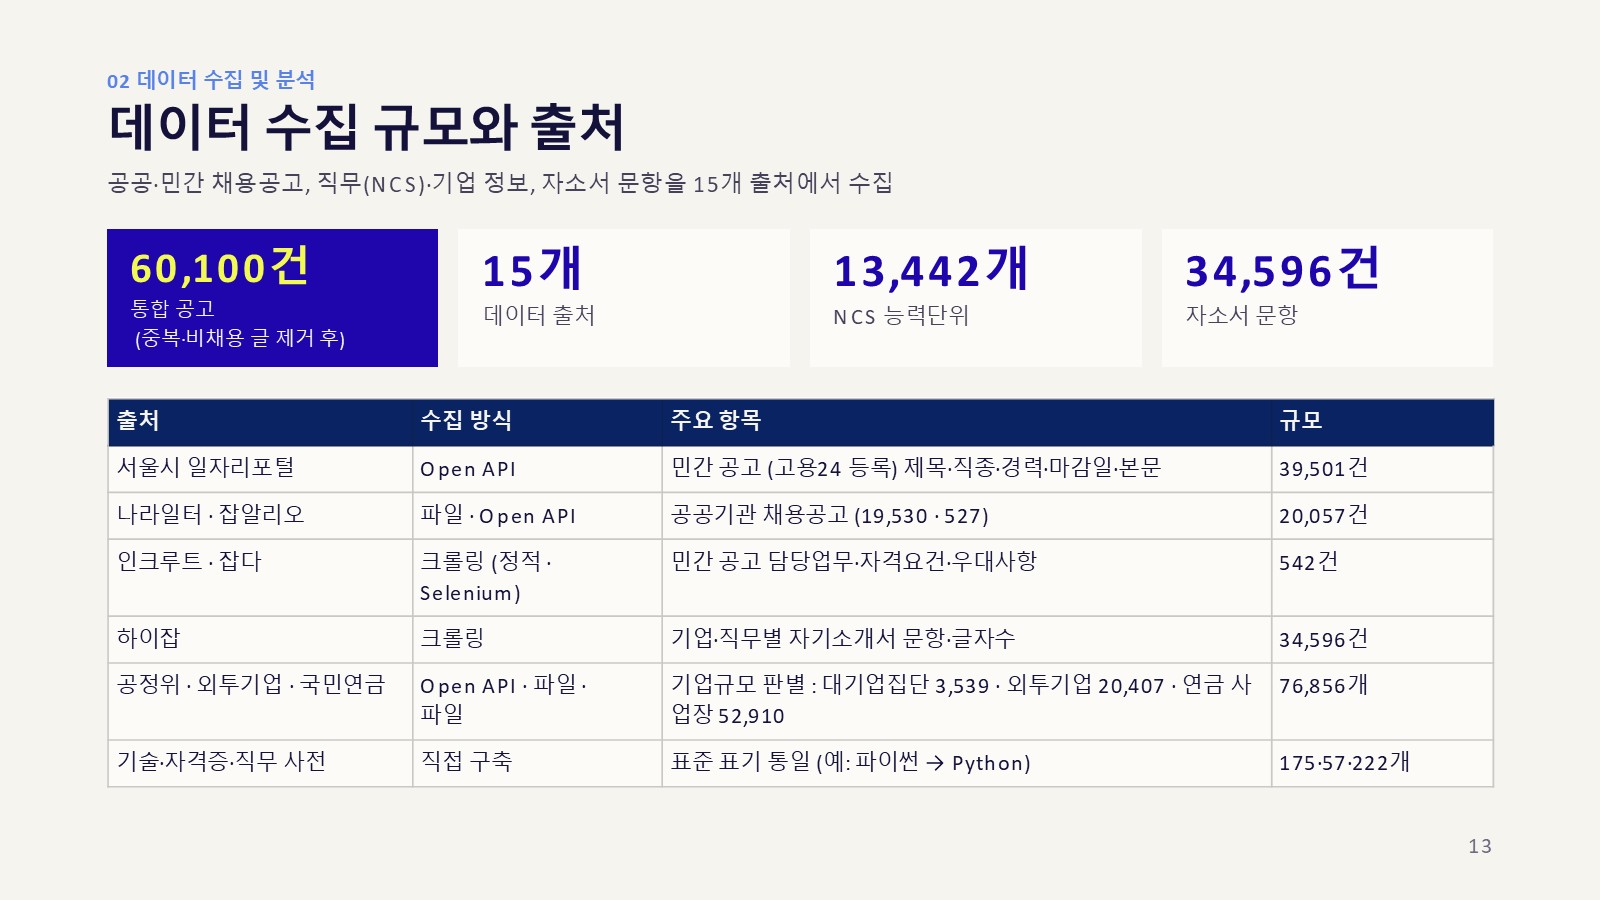 02 데이터 수집 및 분석
데이터 수집 규모와 출처
공공·민간 채용공고, 직무(NCS)·기업 정보, 자소서 문항을 15개 출처에서 수집
60,100건
통합 공고
(중복·비채용 글 제거 후)
15개
데이터 출처
13,442개
NCS 능력단위
34,596건
자소서 문항
출처 수집 방식 주요 항목 규모
서울시 일자리포털 Open API 민간 공고 (고용24 등록) 제목·직종·경력·마감일·본문 39,501건
나라일터 · 잡알리오 파일 · Open API 공공기관 채용공고 (19,530 · 527) 20,057건
인크루트 · 잡다 크롤링 (정적 · 민간 공고 담당업무·자격요건·우대사항 542건
Selenium)
하이잡 크롤링 기업·직무별 자기소개서 문항·글자수 34,596건
공정위 · 외투기업 · 국민연금 Open API · 파일 · 기업규모 판별 : 대기업집단 3,539 · 외투기업 20,407 · 연금 사 76,856개
파일 업장 52,910
기술·자격증·직무 사전 직접 구축 표준 표기 통일 (예: 파이썬 → Python) 175·57·222개
13